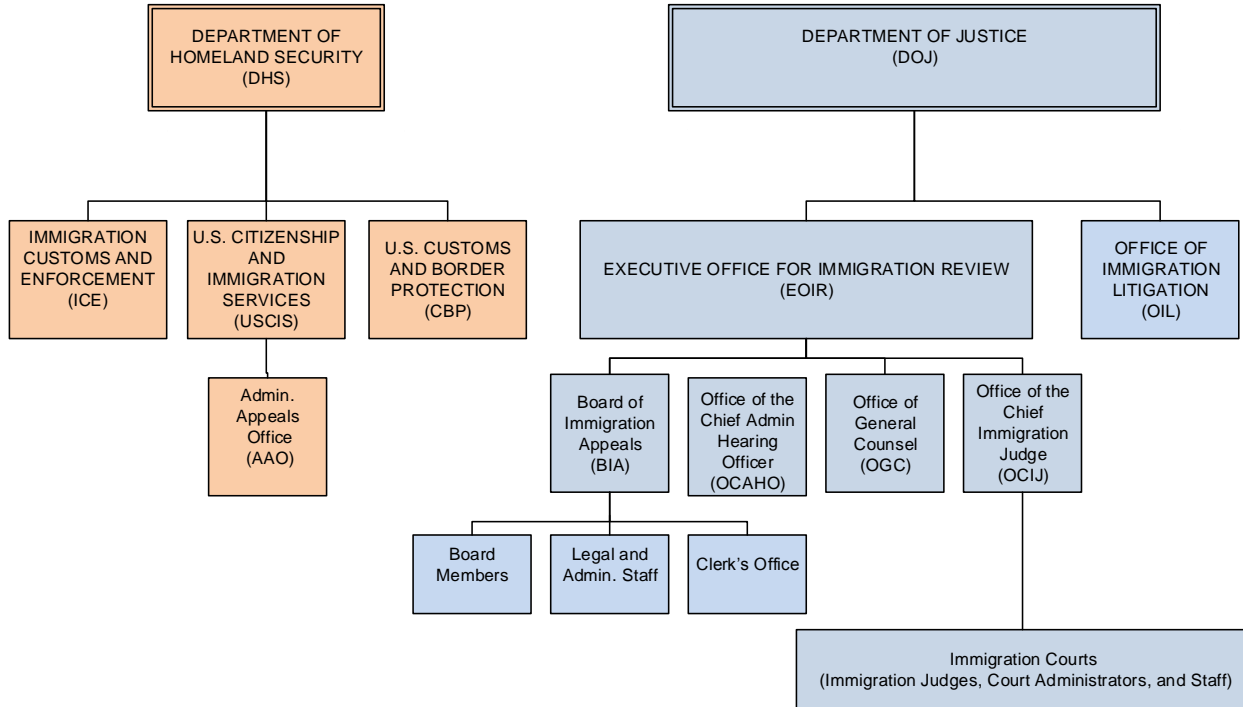 DEPARTMENT OF
HOMELAND SECURITY
(DHS)
DEPARTMENT OF JUSTICE
(DOJ)
IMMIGRATION
CUSTOMS AND
ENFORCEMENT
(ICE)
U.S. CITIZENSHIP
AND
IMMIGRATION
SERVICES
(USCIS)
U.S. CUSTOMS
AND BORDER
PROTECTION
(CBP)
EXECUTIVE OFFICE FOR IMMIGRATION REVIEW
(EOIR)
OFFICE OF
IMMIGRATION
LITIGATION
(OIL)
Admin.
Appeals
Office
(AAO)
Board of
Immigration
Appeals
(BIA)
Office of the
Chief Admin
Hearing
Officer
(OCAHO)
Office of
General
Counsel
(OGC)
Office of the
Chief
Immigration
Judge
(OCIJ)
Board
Members
Legal and
Admin. Staff
Clerk's Office
Immigration Courts
(Immigration Judges, Court Administrators, and Staff)